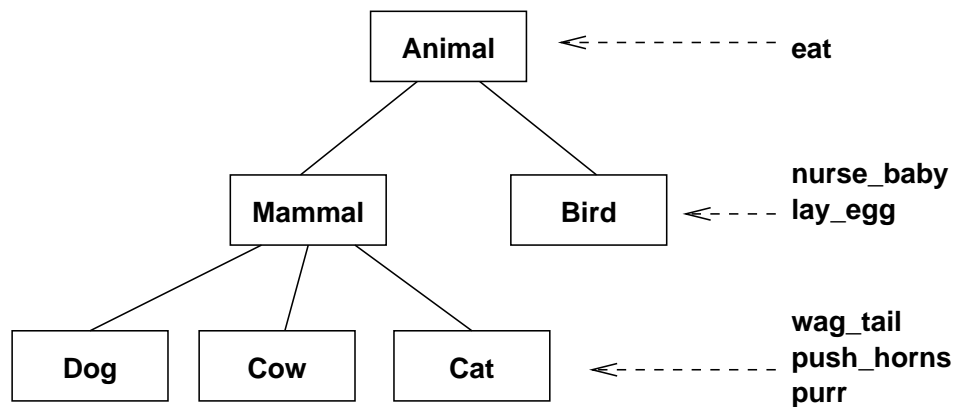 Animal
eat
Mammal
Bird
nurse_baby
lay_egg
Dog
Cow
Cat
wag_tail
push_horns
purr